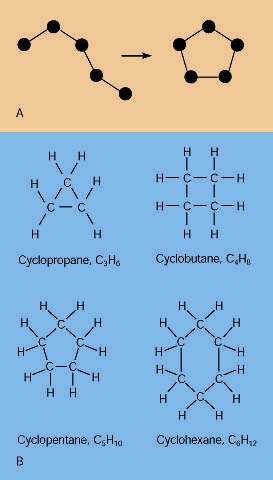 A
H H
H C H
C C
H H
Cyclopropane, C₃H₆
H H
H C C H
H C C H
H H
Cyclobutane, C₄H₈
H H
H C H
C C
H H
C C
H H
H H
Cyclopentane, C₅H₁₀
H H
H C H
C C
H H
H H
C C
H C H
H H
Cyclohexane, C₆H₁₂
B